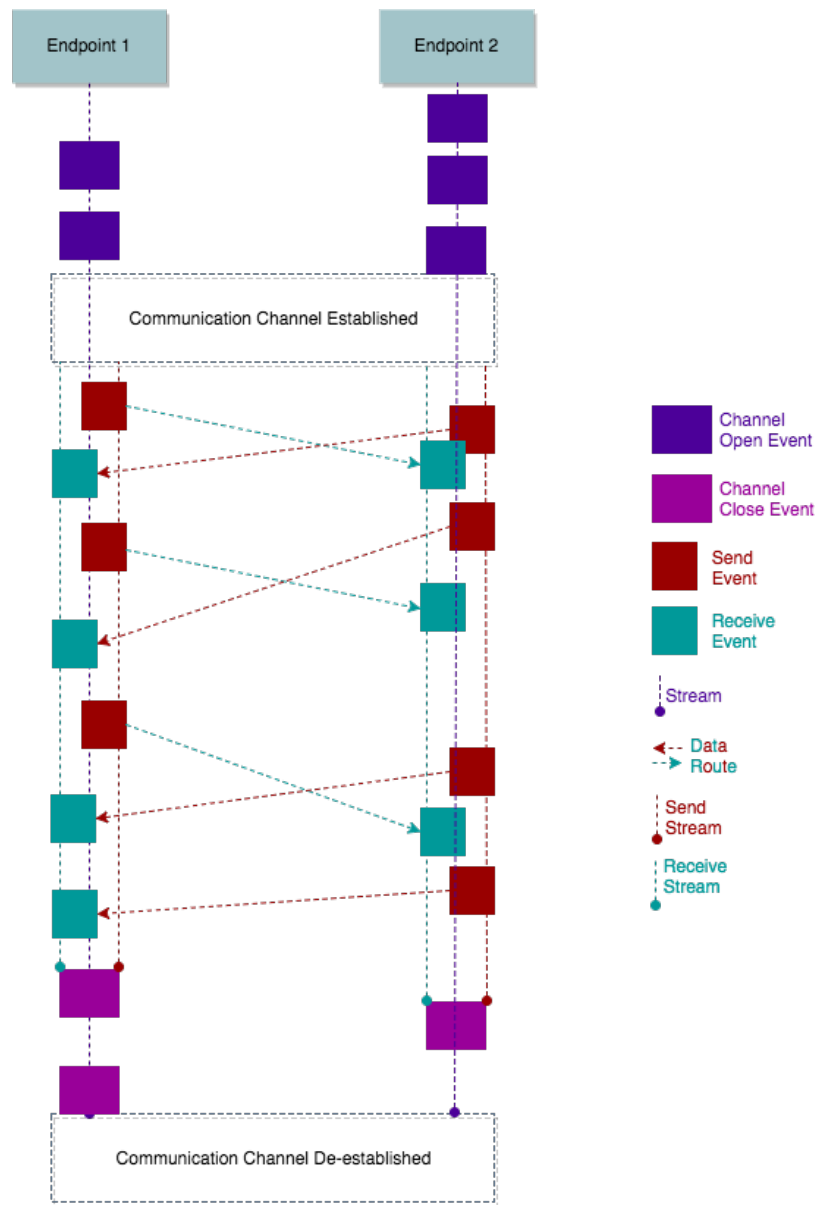 Endpoint 1
Endpoint 2
Communication Channel Established
Channel
Open Event
Channel
Close Event
Send
Event
Receive
Event
Stream
Data
Route
Send
Stream
Receive
Stream
Communication Channel De-established